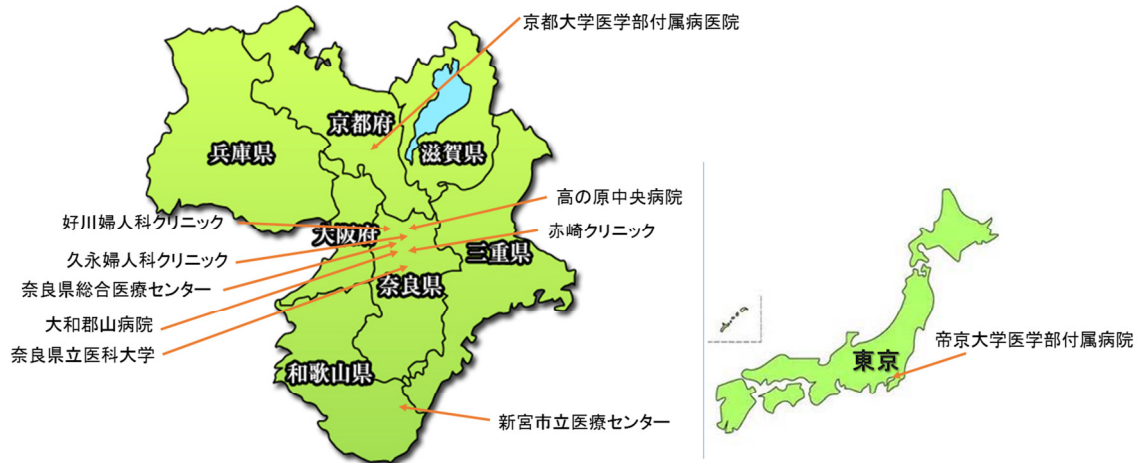 京都大学医学部付属病医院
京都府
兵庫県
滋賀県
高の原中央病院
好川婦人科クリニック
大阪府
赤崎クリニック
三重県
久永婦人科クリニック
奈良県総合医療センター
奈良県
大和郡山病院
奈良県立医科大学
和歌山県
新宮市立医療センター
帝京大学医学部付属病院
東京